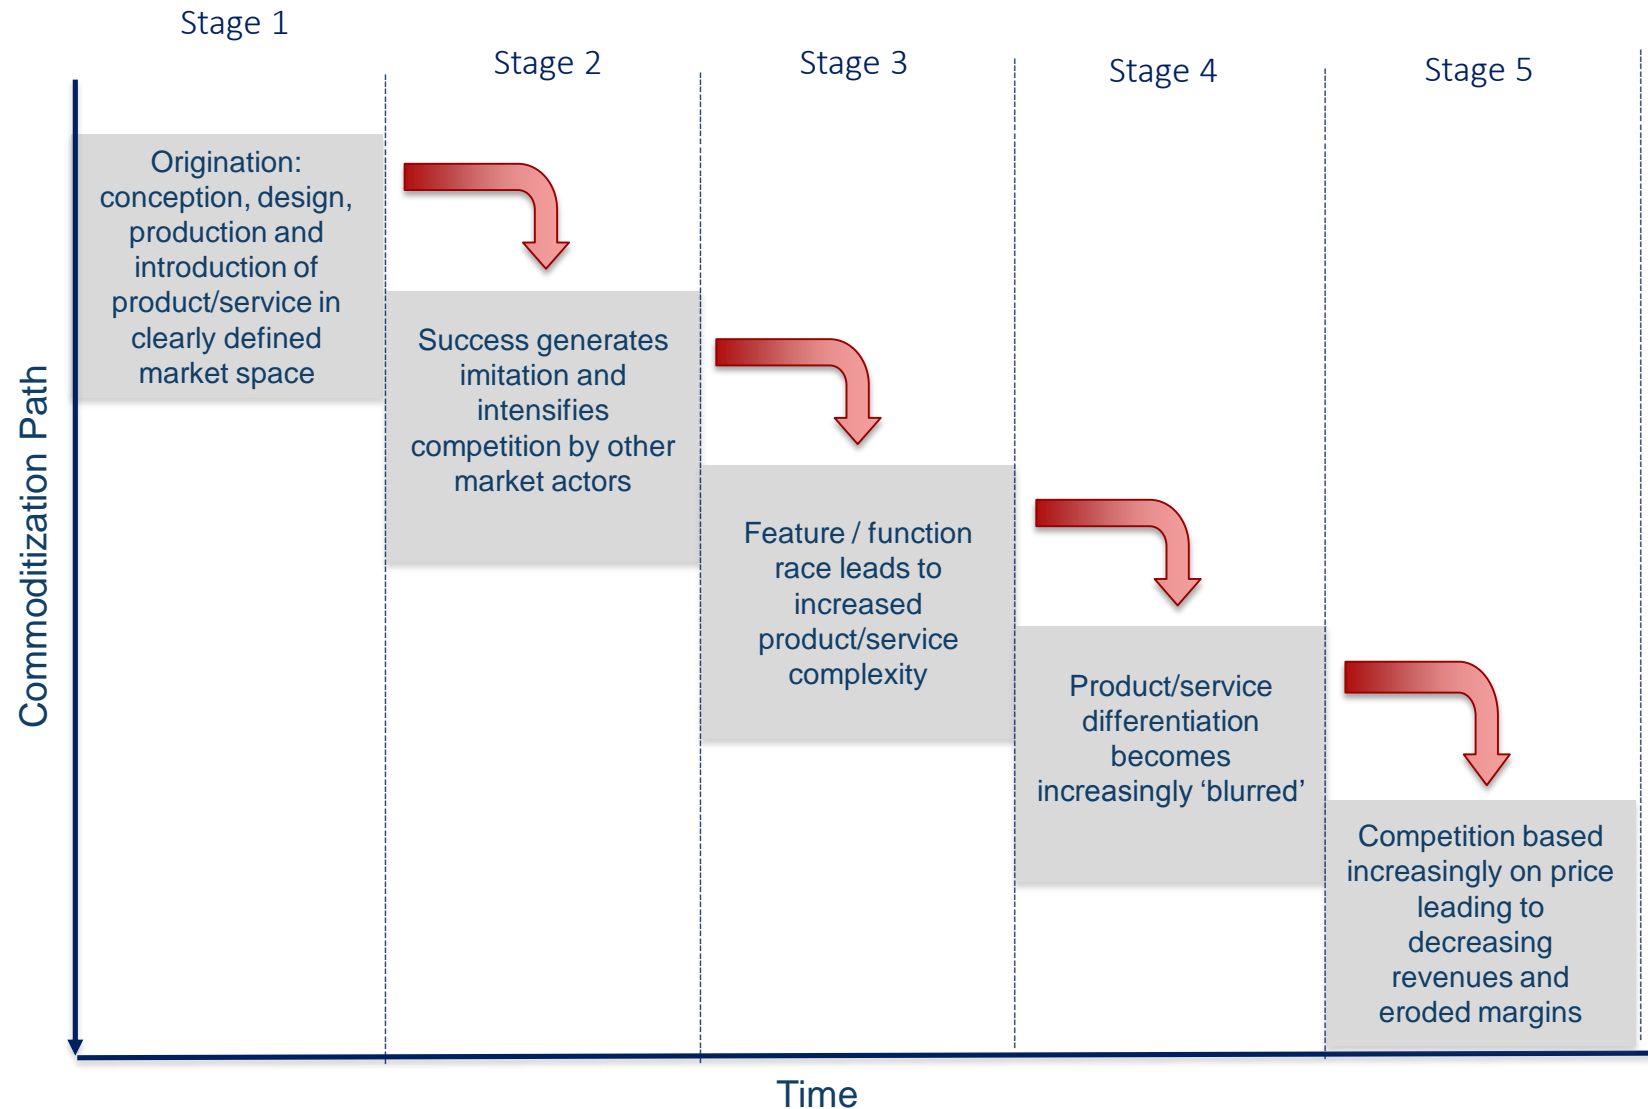 Stage 1
Stage 2
Stage 3
Stage 4
Stage 5
Origination:
conception, design,
production and
introduction of
product/service in
clearly defined
market space
Success generates
imitation and
intensifies
competition by other
market actors
Feature / function
race leads to
increased
product/service
complexity
Product/service
differentiation
becomes
increasingly ‘blurred’
Competition based
increasingly on price
leading to
decreasing
revenues and
eroded margins
Commoditization Path
Time